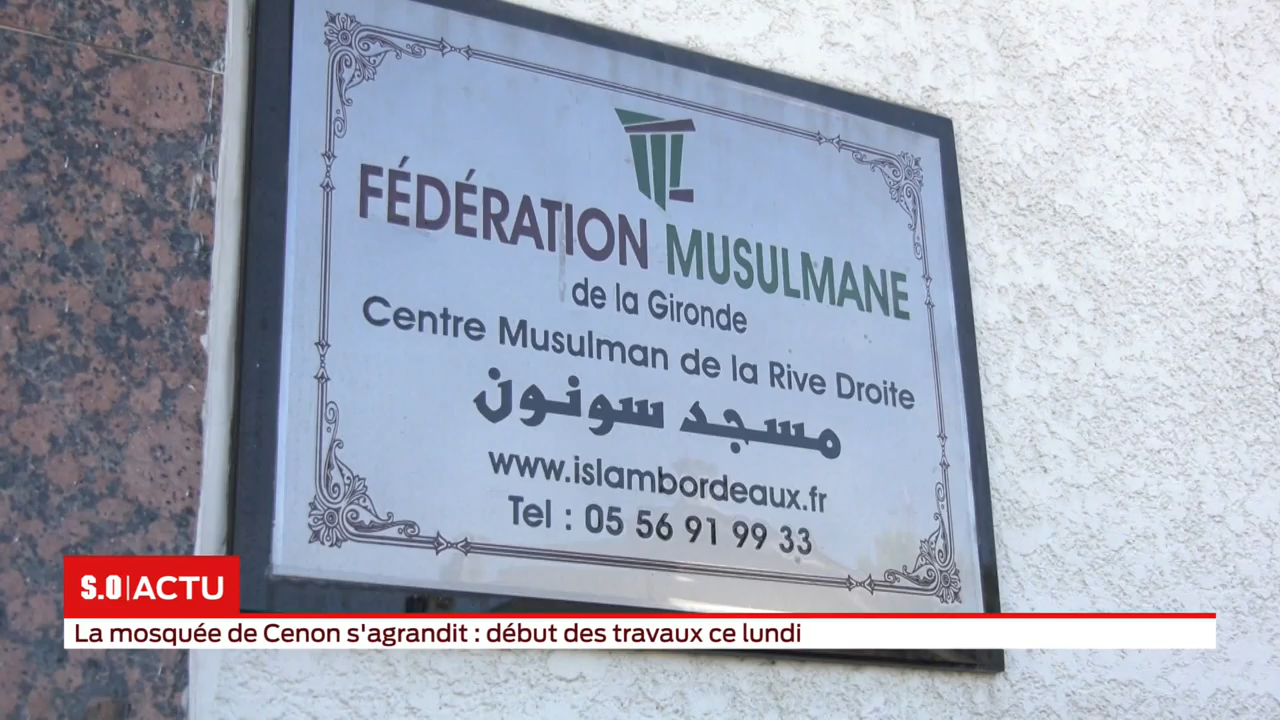 FÉDÉRATION MUSULMANE
de la Gironde
Centre Musulman de la Rive Droite
مسجد سونون
www.islambordeaux.fr
Tel : 05 56 91 99 33
S.O ACTU
La mosquée de Cenon s'agrandit : début des travaux ce lundi